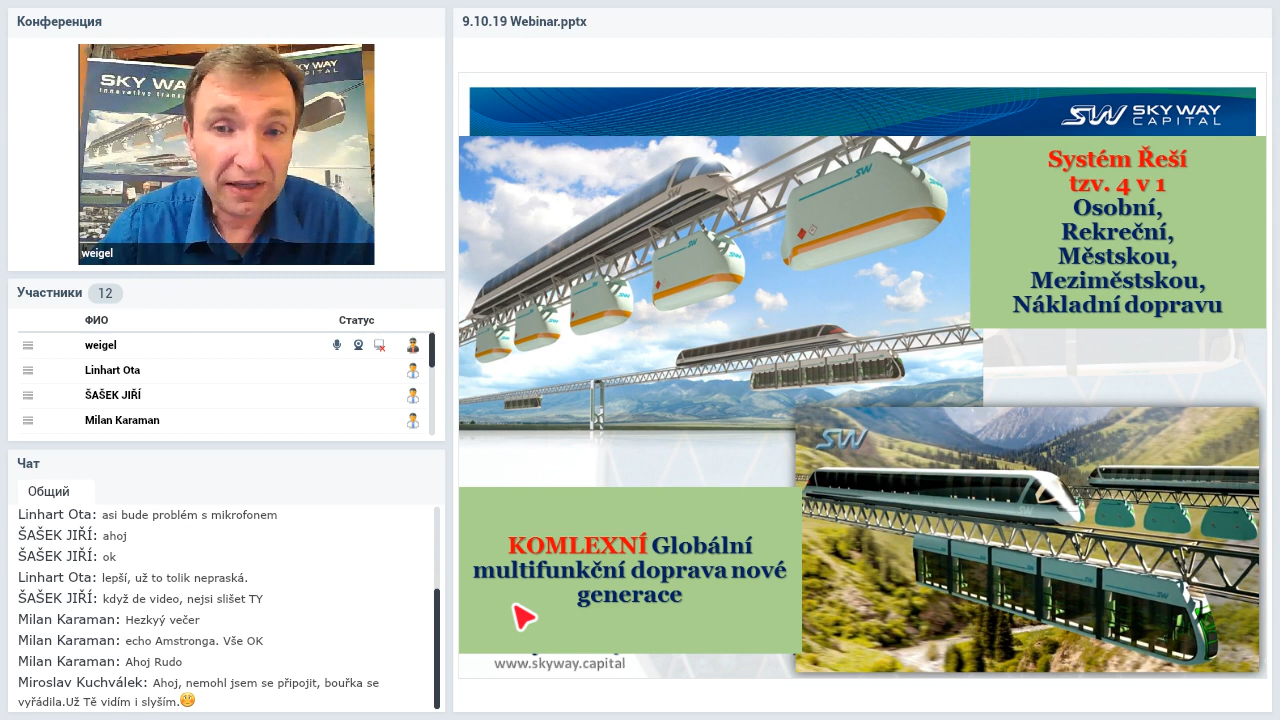 Конференция
SKY WA
WAY
CAPITAL
weigel
Участники 12
ФИО Статус
weigel
Linhart Ota
ŠAŠEK JIŘÍ
Milan Karaman
Чат
Общий
Linhart Ota: asi bude problém s mikrofonem
ŠAŠEK JIŘÍ: ahoj
ŠAŠEK JIŘÍ: ok
Linhart Ota: lepší, už to tolik nepraská.
ŠAŠEK JIŘÍ: když de video, nejsi slišet TY
Milan Karaman: Hezkyý večer
Milan Karaman: echo Amstronga. Vše OK
Milan Karaman: Ahoj Rudo
Miroslav Kuchválek: Ahoj, nemohl jsem se připojit, bouřka se
vyřádila.Už Tě vidím i slyším.
9.10.19 Webinar.pptx
SW SKY WAY
CAPITAL
Systém Řeší
tzv. 4 v 1
Osobní,
Rekreční,
Městskou,
Meziměstskou,
Nákladní dopravu
SW
SW
KOMLEXNÍ Globální
multifunkční doprava nové
generace
www.skyway.capital